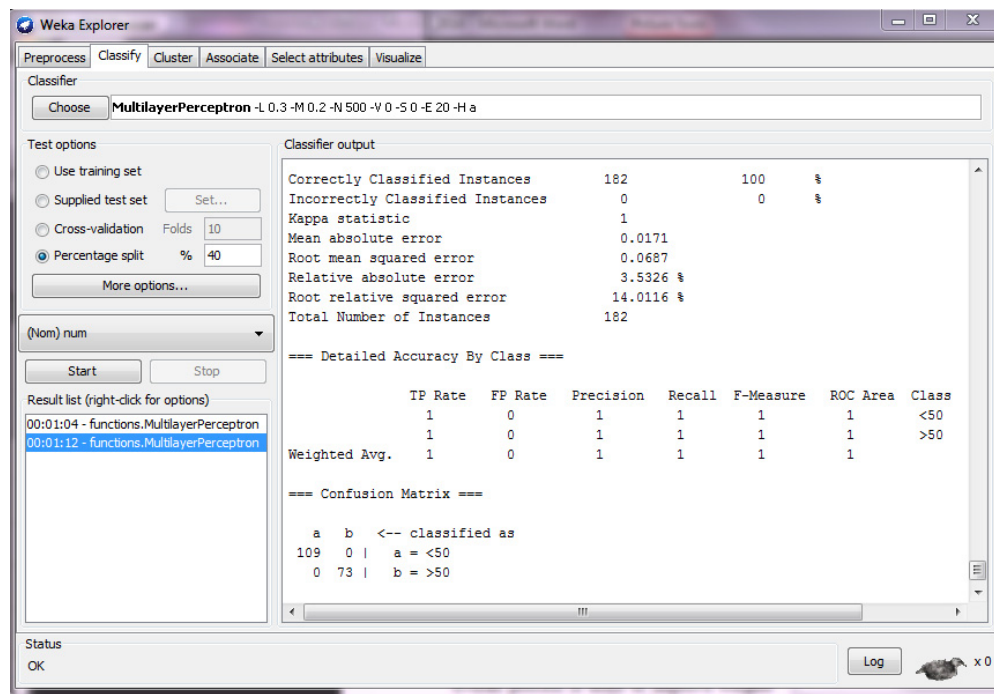 Weka Explorer
Preprocess Classify Cluster Associate Select attributes Visualize
Classifier
Choose MultilayerPerceptron -L 0.3 -M 0.2 -N 500 -V 0 -S 0 -E 20 -H a
Test options
Use training set
Supplied test set Set...
Cross-validation Folds 10
Percentage split % 40
More options...
(Nom) num
Start Stop
Result list (right-click for options)
00:01:04 - functions.MultilayerPerceptron
00:01:12 - functions.MultilayerPerceptron
Classifier output
Correctly Classified Instances 182 100 %
Incorrectly Classified Instances 0 0 %
Kappa statistic 1
Mean absolute error 0.0171
Root mean squared error 0.0687
Relative absolute error 3.5326 %
Root relative squared error 14.0116 %
Total Number of Instances 182
=== Detailed Accuracy By Class ===
TP Rate FP Rate Precision Recall F-Measure ROC Area Class
1 0 1 1 1 1 <50
1 0 1 1 1 1 >50
Weighted Avg. 1 0 1 1 1 1
=== Confusion Matrix ===
a b <-- classified as
109 0 | a = <50
0 73 | b = >50
Status
OK
Log x 0